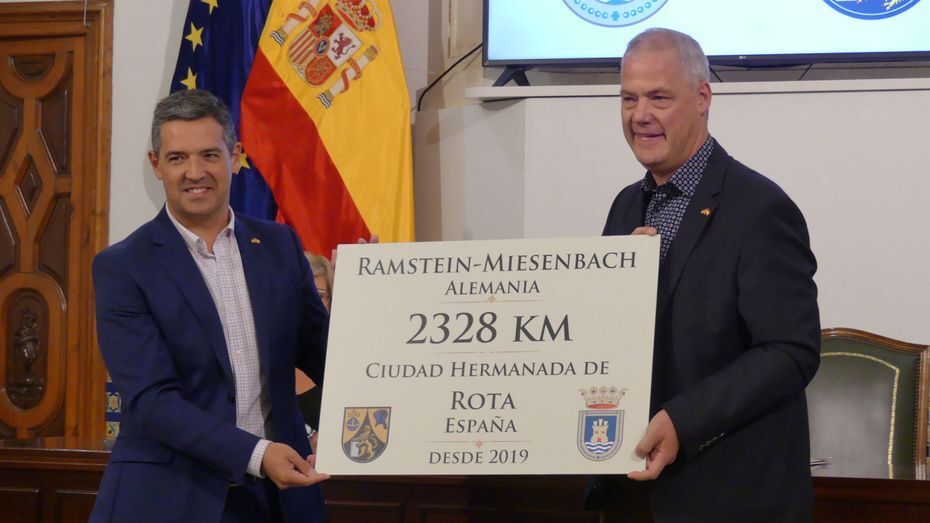 RAMSTEIN-MIESENBACH
ALEMANIA
2328 KM
CIUDAD HERMANADA DE
ROTA
ESPAÑA
DESDE 2019